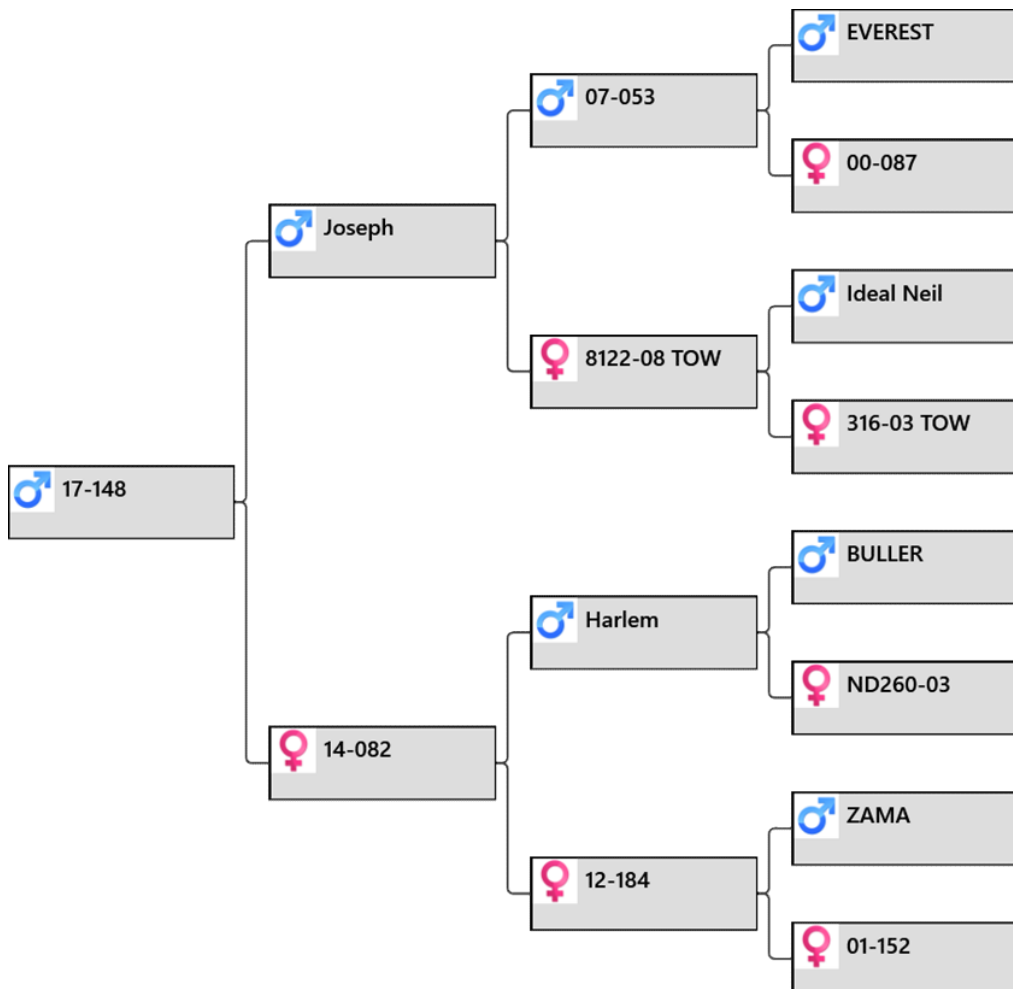 EVEREST
07-053
00-087
Joseph
Ideal Neil
8122-08 TOW
316-03 TOW
17-148
BULLER
Harlem
ND260-03
14-082
ZAMA
12-184
01-152